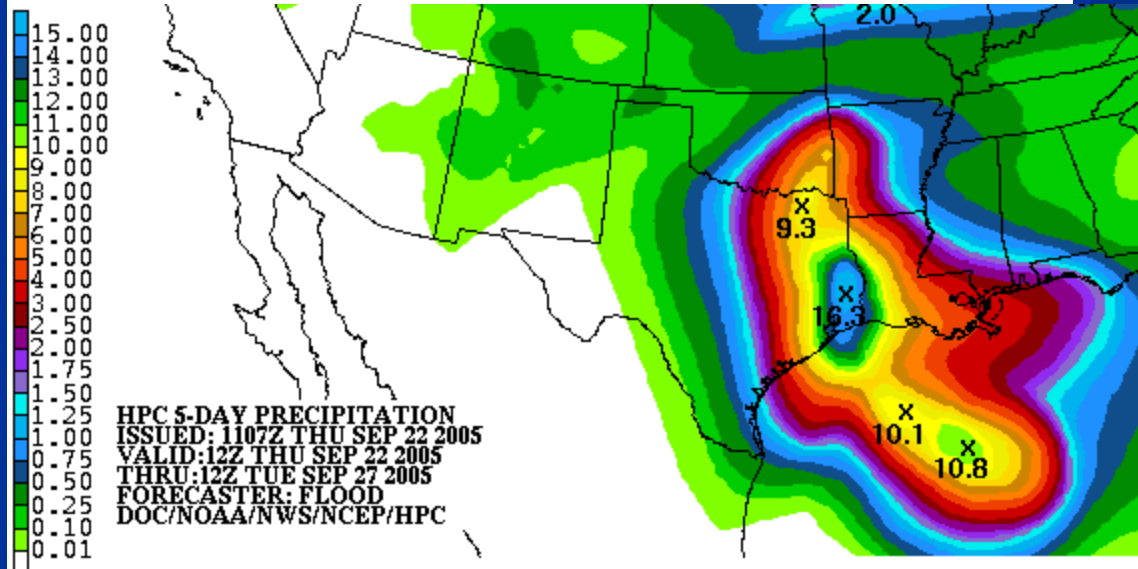 15.00
14.00
13.00
12.00
11.00
10.00
9.00
8.00
7.00
6.00
5.00
4.00
3.00
2.50
2.00
1.75
1.50
1.25
1.00
0.75
0.50
0.25
0.10
0.01
2.0
X
9.3
X
16.3
X
10.1
X
10.8
HPC 5-DAY PRECIPITATION
ISSUED: 1107Z THU SEP 22 2005
VALID:12Z THU SEP 22 2005
THRU:12Z TUE SEP 27 2005
FORECASTER: FLOOD
DOC/NOAA/NWS/NCEP/HPC